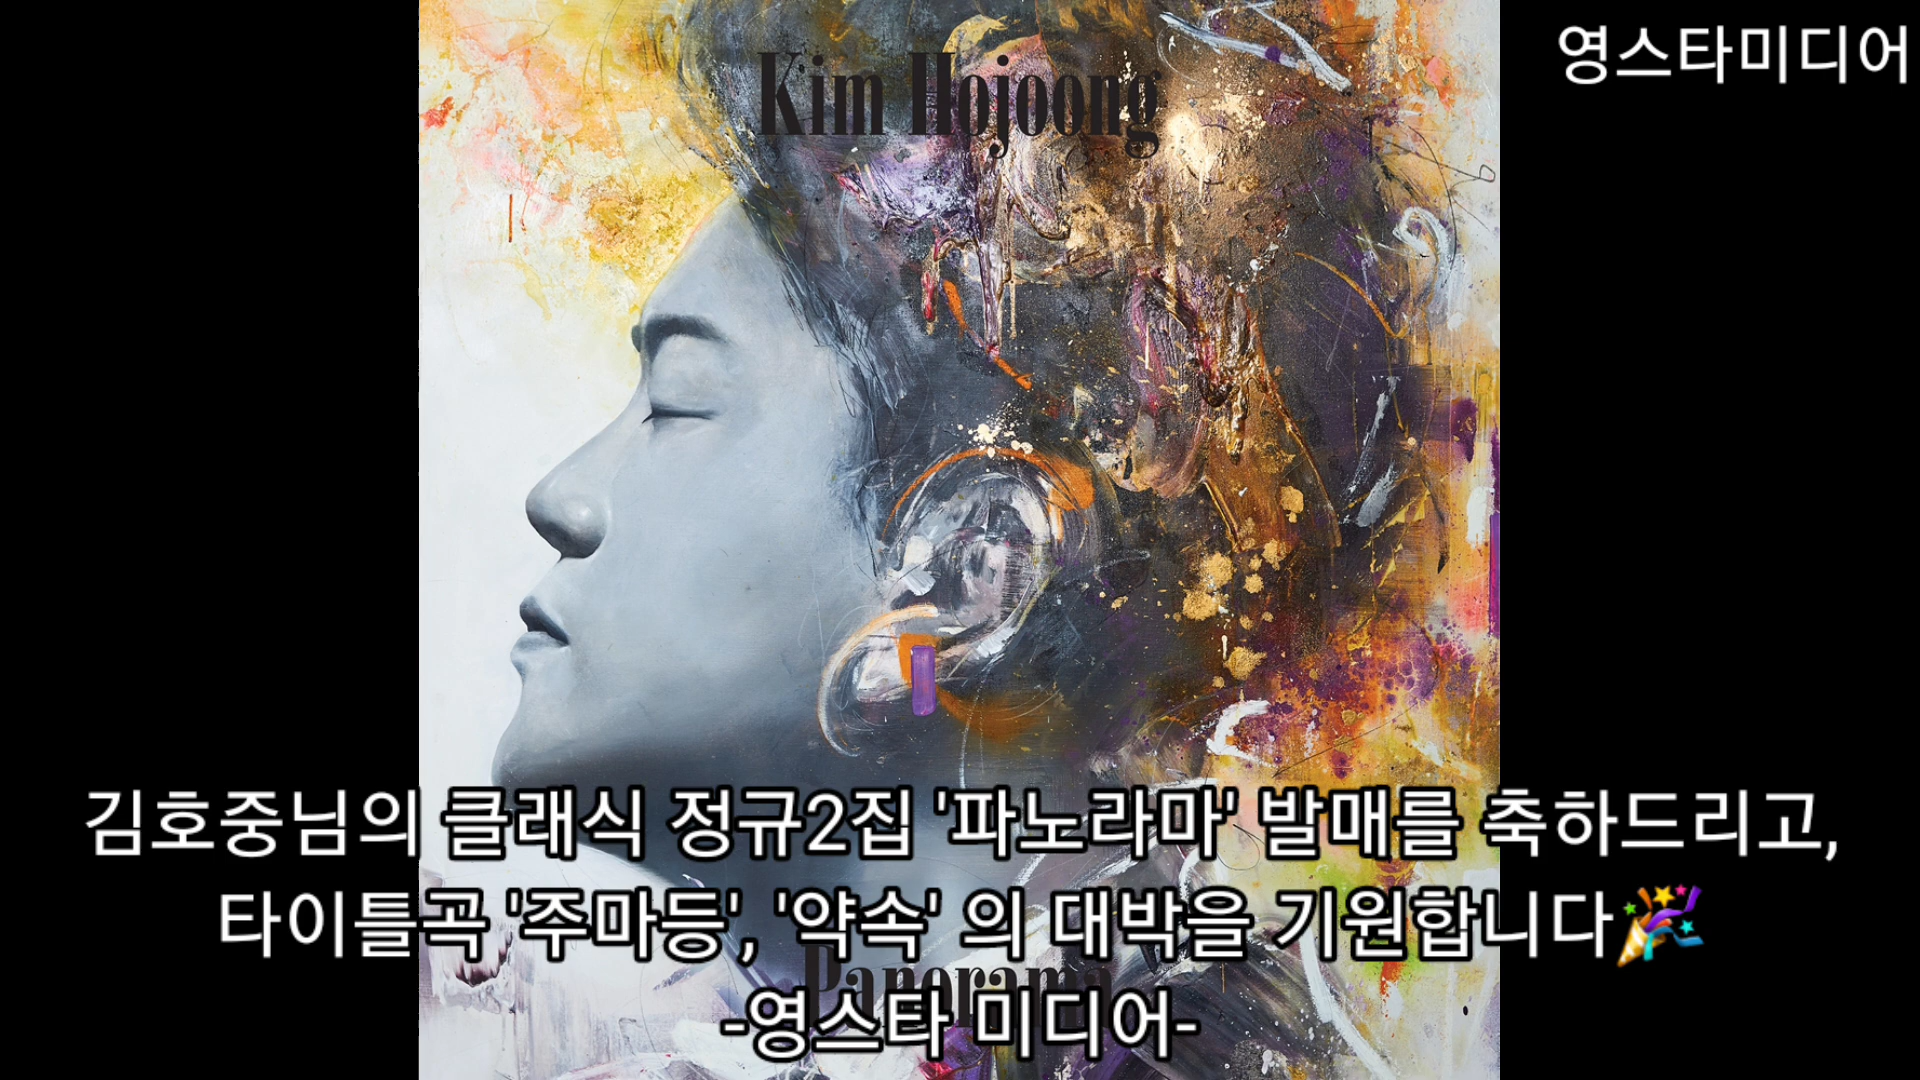 영스타미디어
Kim Hojoong
김호중님의 클래식 정규2집 '파노라마' 발매를 축하드리고,
타이틀곡 '주마등', '약속' 의 대박을 기원합니다🎉
Panorama
-영스타 미디어-